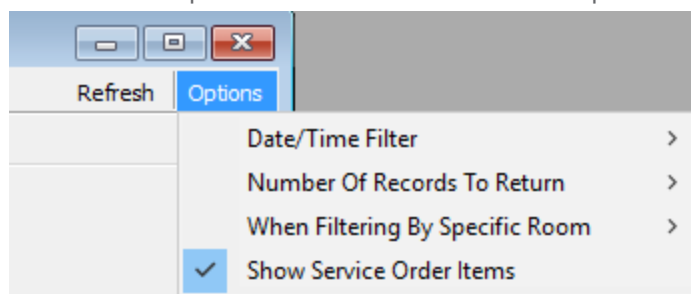 Refresh Options
Date/Time Filter
Number Of Records To Return
When Filtering By Specific Room
Show Service Order Items